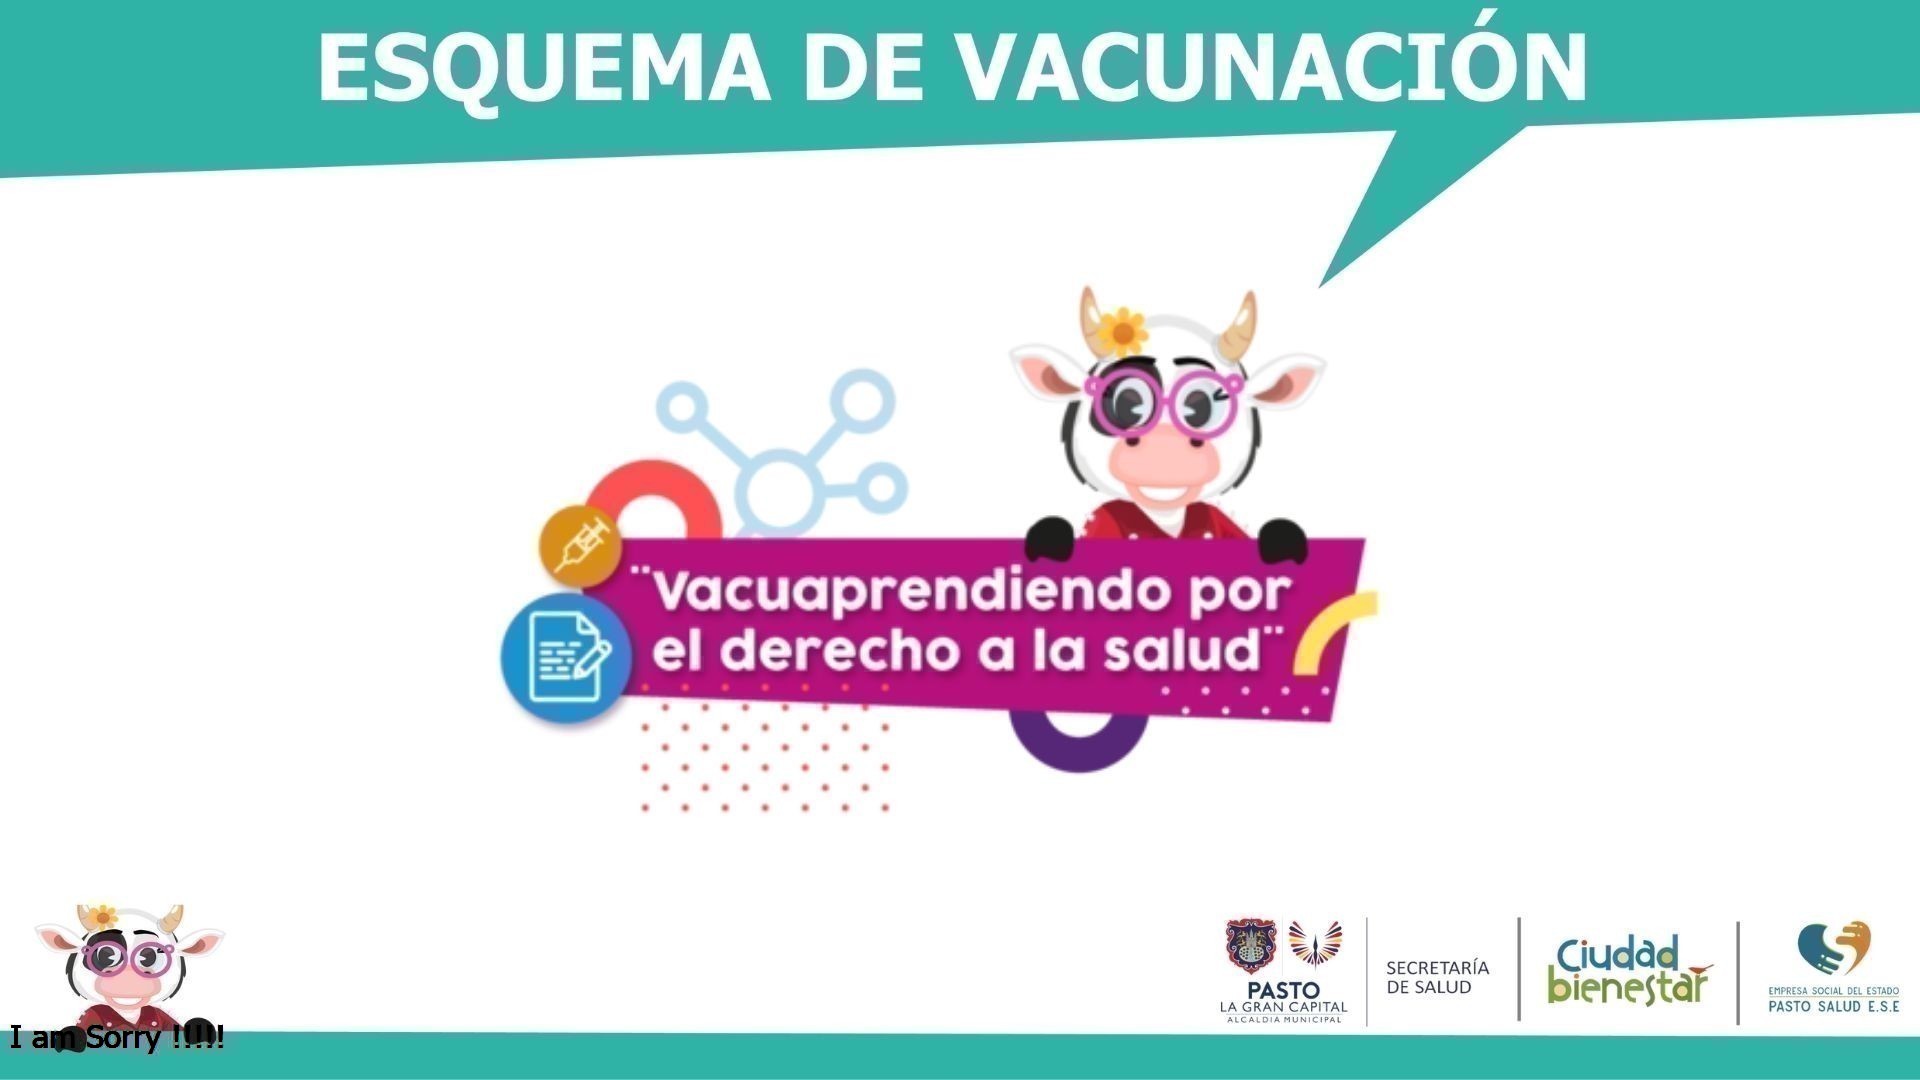 ESQUEMA DE VACUNACIÓN
¨Vacuaprendiendo por
el derecho a la salud¨
PASTO
LA GRAN CAPITAL
ALCALDÍA MUNICIPAL
SECRETARÍA
DE SALUD
Ciudad
bienestar
EMPRESA SOCIAL DEL ESTADO
PASTO SALUD E.S.E
I am Sorry !!!!!